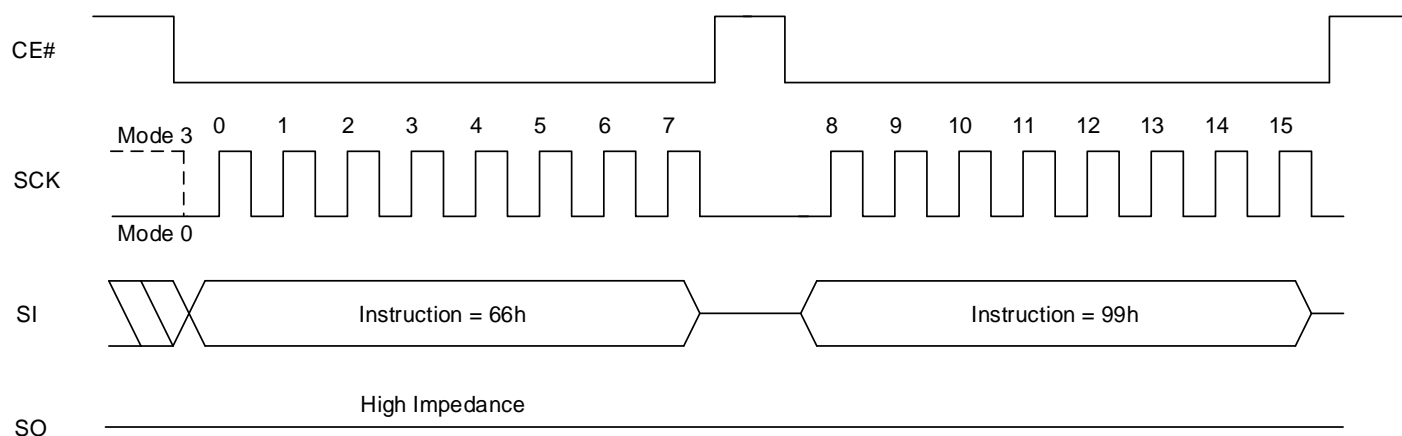 CE#
Mode 3
0 1 2 3 4 5 6 7 8 9 10 11 12 13 14 15
SCK
Mode 0
SI
Instruction = 66h
Instruction = 99h
High Impedance
SO